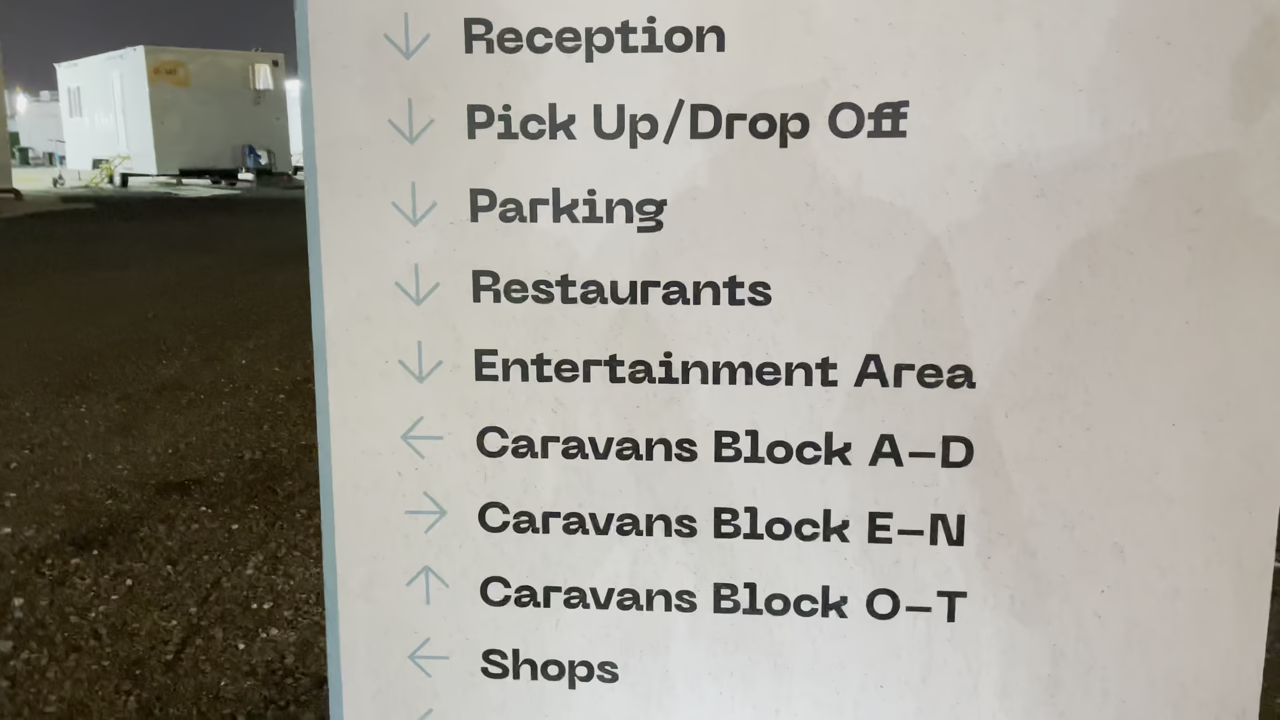 ↓ Reception
↓ Pick Up/Drop Off
↓ Parking
↓ Restaurants
↓ Entertainment Area
← Caravans Block A–D
→ Caravans Block E–N
↑ Caravans Block O–T
← Shops